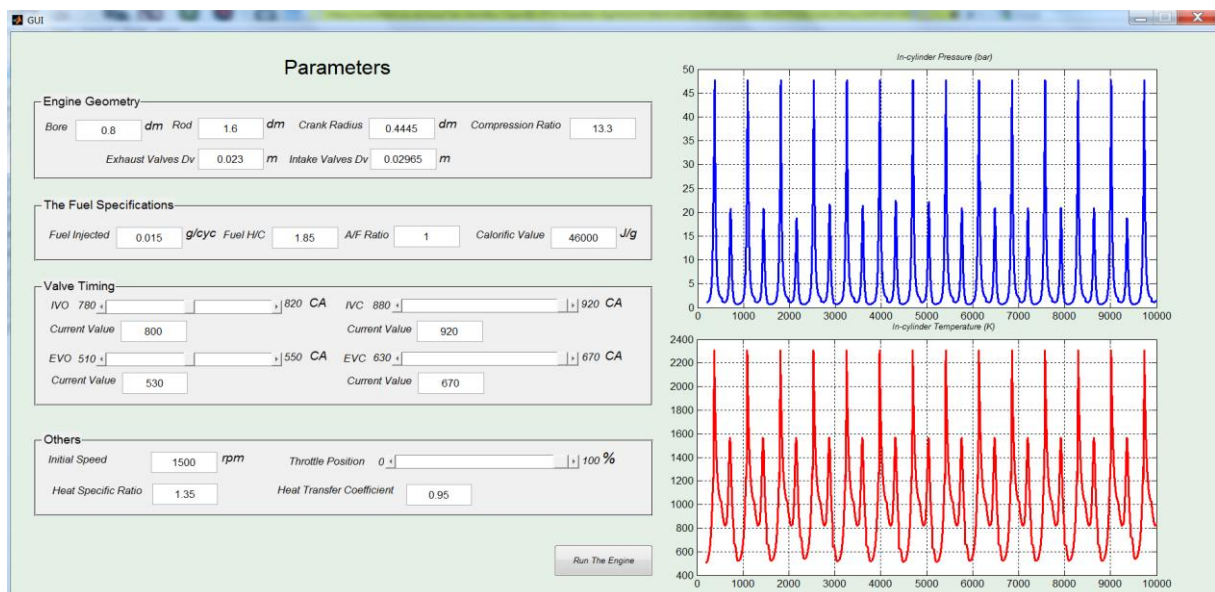 GUI
Parameters
Engine Geometry
Bore 0.8 dm Rod 1.6 dm Crank Radius 0.4445 dm Compression Ratio 13.3
Exhaust Valves Dv 0.023 m Intake Valves Dv 0.02965 m
The Fuel Specifications
Fuel Injected 0.015 g/cyc Fuel H/C 1.85 A/F Ratio 1 Calorific Value 46000 J/g
Valve Timing
IVO 780 820 CA IVC 880 920 CA
Current Value 800 Current Value 920
EVO 510 550 CA EVC 630 670 CA
Current Value 530 Current Value 670
Others
Initial Speed 1500 rpm Throttle Position 0 100 %
Heat Specific Ratio 1.35 Heat Transfer Coefficient 0.95
Run The Engine
In-cylinder Pressure (bar)
50
45
40
35
30
25
20
15
10
5
0
0 1000 2000 3000 4000 5000 6000 7000 8000 9000 10000
In-cylinder Temperature (K)
2400
2200
2000
1800
1600
1400
1200
1000
800
600
400
0 1000 2000 3000 4000 5000 6000 7000 8000 9000 10000